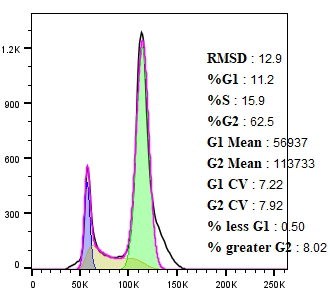 1.2K
900
600
300
0
0
50K
100K
150K
200K
250K
RMSD : 12.9
%G1 : 11.2
%S : 15.9
%G2 : 62.5
G1 Mean : 56937
G2 Mean : 113733
G1 CV : 7.22
G2 CV : 7.92
% less G1 : 0.50
% greater G2 : 8.02